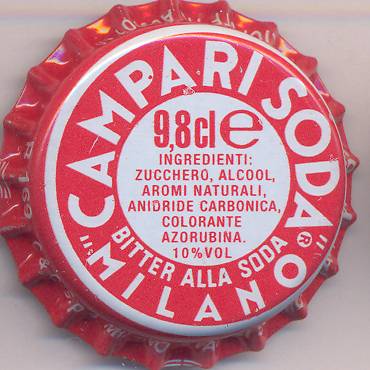 „CAMPARI SODA®"
9,8cl e
INGREDIENTI:
ZUCCHERO, ALCOOL,
AROMI NATURALI,
ANIDRIDE CARBONICA,
COLORANTE
AZORUBINA.
10% VOL
BITTER ALLA SODA
MILANO